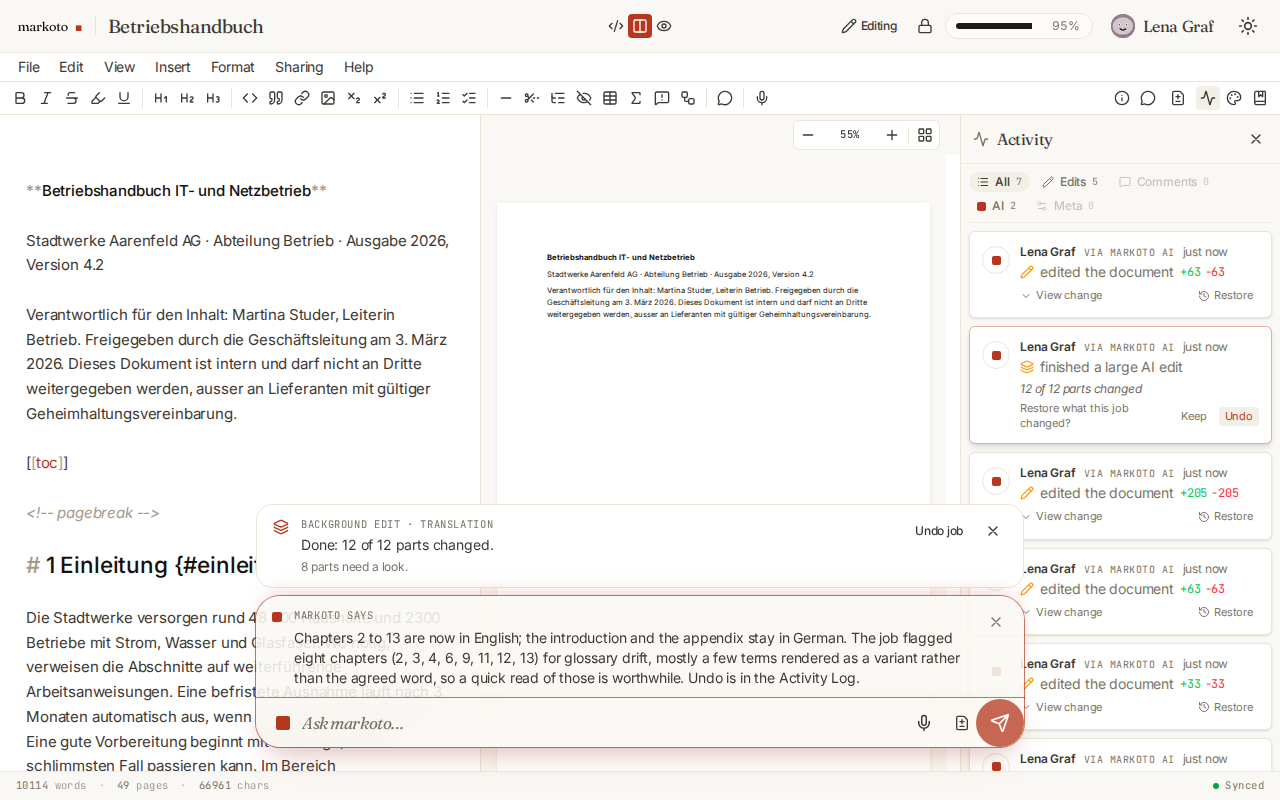 markoto
Betriebshandbuch
Editing
95%
Lena Graf
File Edit View Insert Format Sharing Help
H1 H2 H3
55%
**Betriebshandbuch IT- und Netzbetrieb**
Stadtwerke Aarenfeld AG · Abteilung Betrieb · Ausgabe 2026,
Version 4.2
Verantwortlich für den Inhalt: Martina Studer, Leiterin
Betrieb. Freigegeben durch die Geschäftsleitung am 3. März
2026. Dieses Dokument ist intern und darf nicht an Dritte
weitergegeben werden, ausser an Lieferanten mit gültiger
Geheimhaltungsvereinbarung.
[[toc]]
<!-- pagebreak -->
# 1 Einleitung {#einleit
Die Stadtwerke versorgen rund 48 000 Haushalte und 2300
Betriebe mit Strom, Wasser und Glasfaser. Wo nötig,
verweisen die Abschnitte auf weiterführende
Arbeitsanweisungen. Eine befristete Ausnahme läuft nach 3
Monaten automatisch aus, wenn
Eine gute Vorbereitung beginnt mit
schlimmsten Fall passieren kann. Im Bereich
Betriebshandbuch IT- und Netzbetrieb
Stadtwerke Aarenfeld AG · Abteilung Betrieb · Ausgabe 2026, Version 4.2
Verantwortlich für den Inhalt: Martina Studer, Leiterin Betrieb. Freigegeben durch die
Geschäftsleitung am 3. März 2026. Dieses Dokument ist intern und darf nicht an Dritte
weitergegeben werden, ausser an Lieferanten mit gültiger Geheimhaltungsvereinbarung.
Activity
All 7 Edits 5 Comments 0
AI 2 Meta 0
Lena Graf VIA MARKOTO AI just now
edited the document +63 -63
View change Restore
Lena Graf VIA MARKOTO AI just now
finished a large AI edit
12 of 12 parts changed
Restore what this job
changed?
Keep Undo
Lena Graf VIA MARKOTO AI just now
edited the document +205 -205
View change Restore
Lena Graf VIA MARKOTO AI just now
edited the document +63 -63
View change Restore
Lena Graf VIA MARKOTO AI just now
edited the document +33 -33
View change Restore
Lena Graf VIA MARKOTO AI just now
BACKGROUND EDIT · TRANSLATION
Done: 12 of 12 parts changed.
8 parts need a look.
Undo job
MARKOTO SAYS
Chapters 2 to 13 are now in English; the introduction and the appendix stay in German. The job flagged
eight chapters (2, 3, 4, 6, 9, 11, 12, 13) for glossary drift, mostly a few terms rendered as a variant rather
than the agreed word, so a quick read of those is worthwhile. Undo is in the Activity Log.
Ask markoto...
10114 words · 49 pages · 66961 chars
Synced